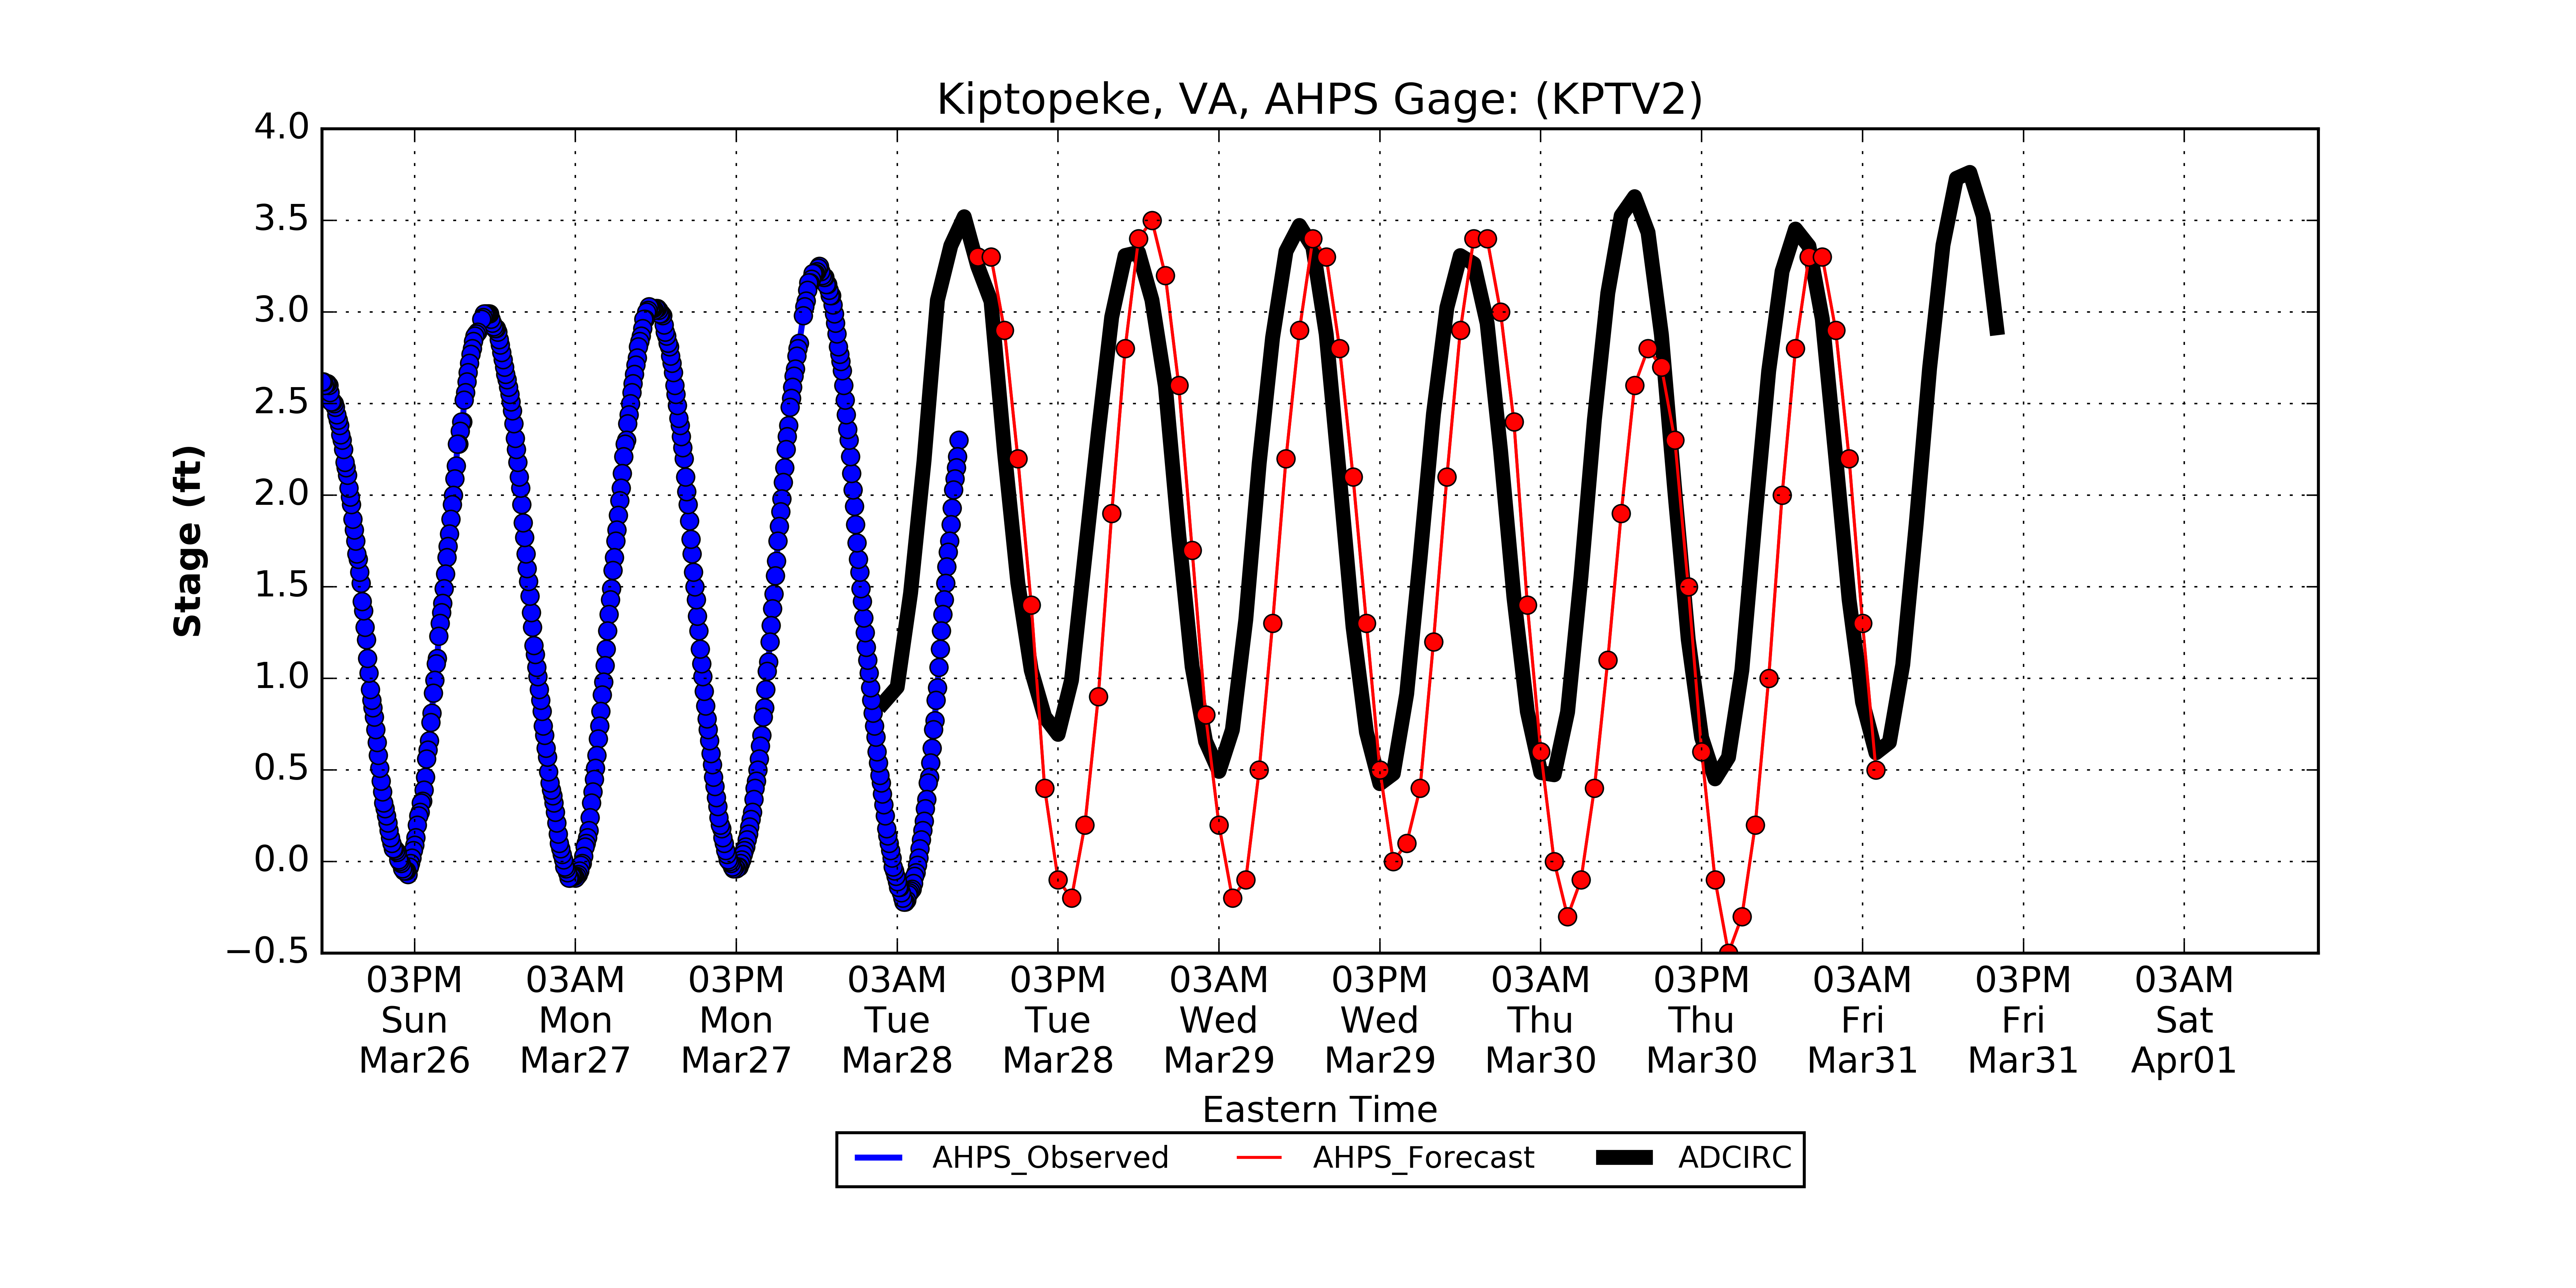 Kiptopeke, VA, AHPS Gage: (KPTV2)
4.0
3.5
3.0
2.5
2.0
1.5
1.0
0.5
0.0
−0.5
Stage (ft)
03PM 03AM 03PM 03AM 03PM 03AM 03PM 03AM 03PM 03AM 03PM 03AM
Sun Mon Mon Tue Tue Wed Wed Thu Thu Fri Fri Sat
Mar26 Mar27 Mar27 Mar28 Mar28 Mar29 Mar29 Mar30 Mar30 Mar31 Mar31 Apr01
Eastern Time
AHPS_Observed AHPS_Forecast ADCIRC